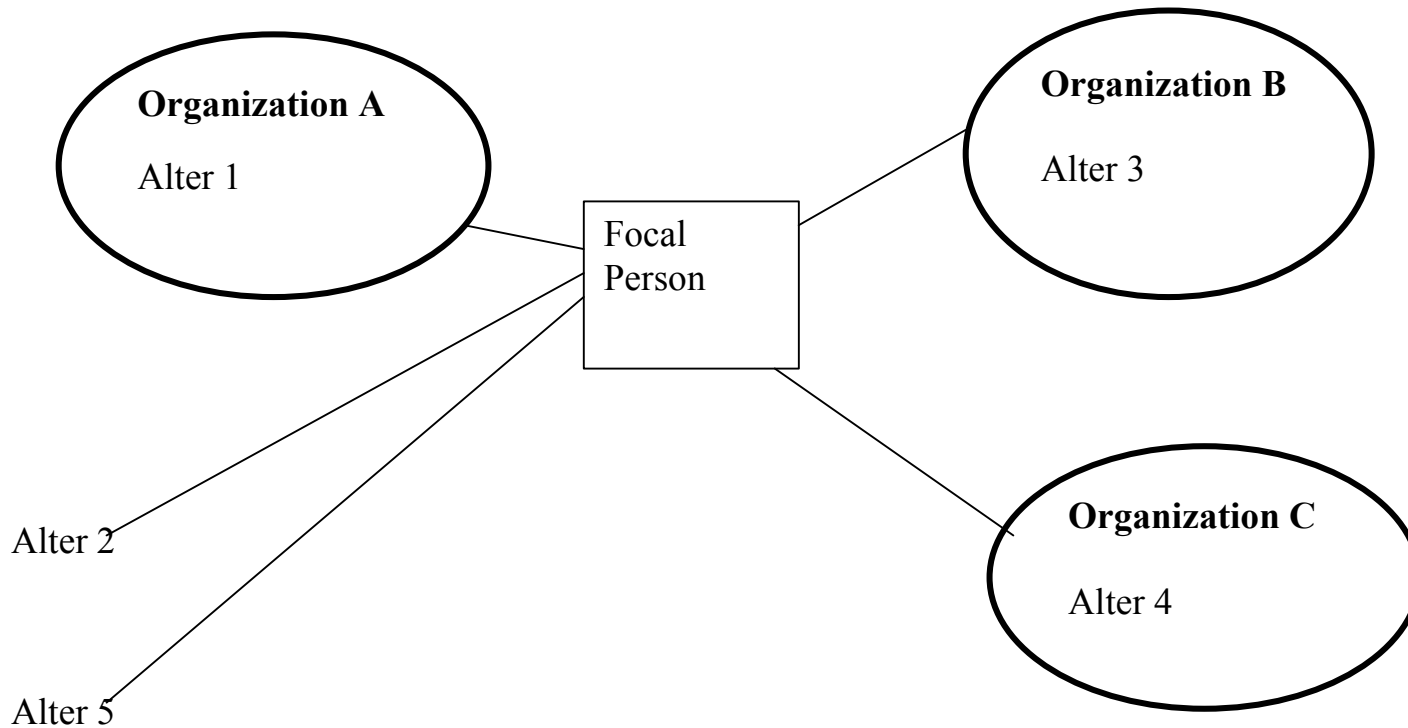 Organization A
Alter 1
Organization B
Alter 3
Focal
Person
Alter 2
Organization C
Alter 4
Alter 5